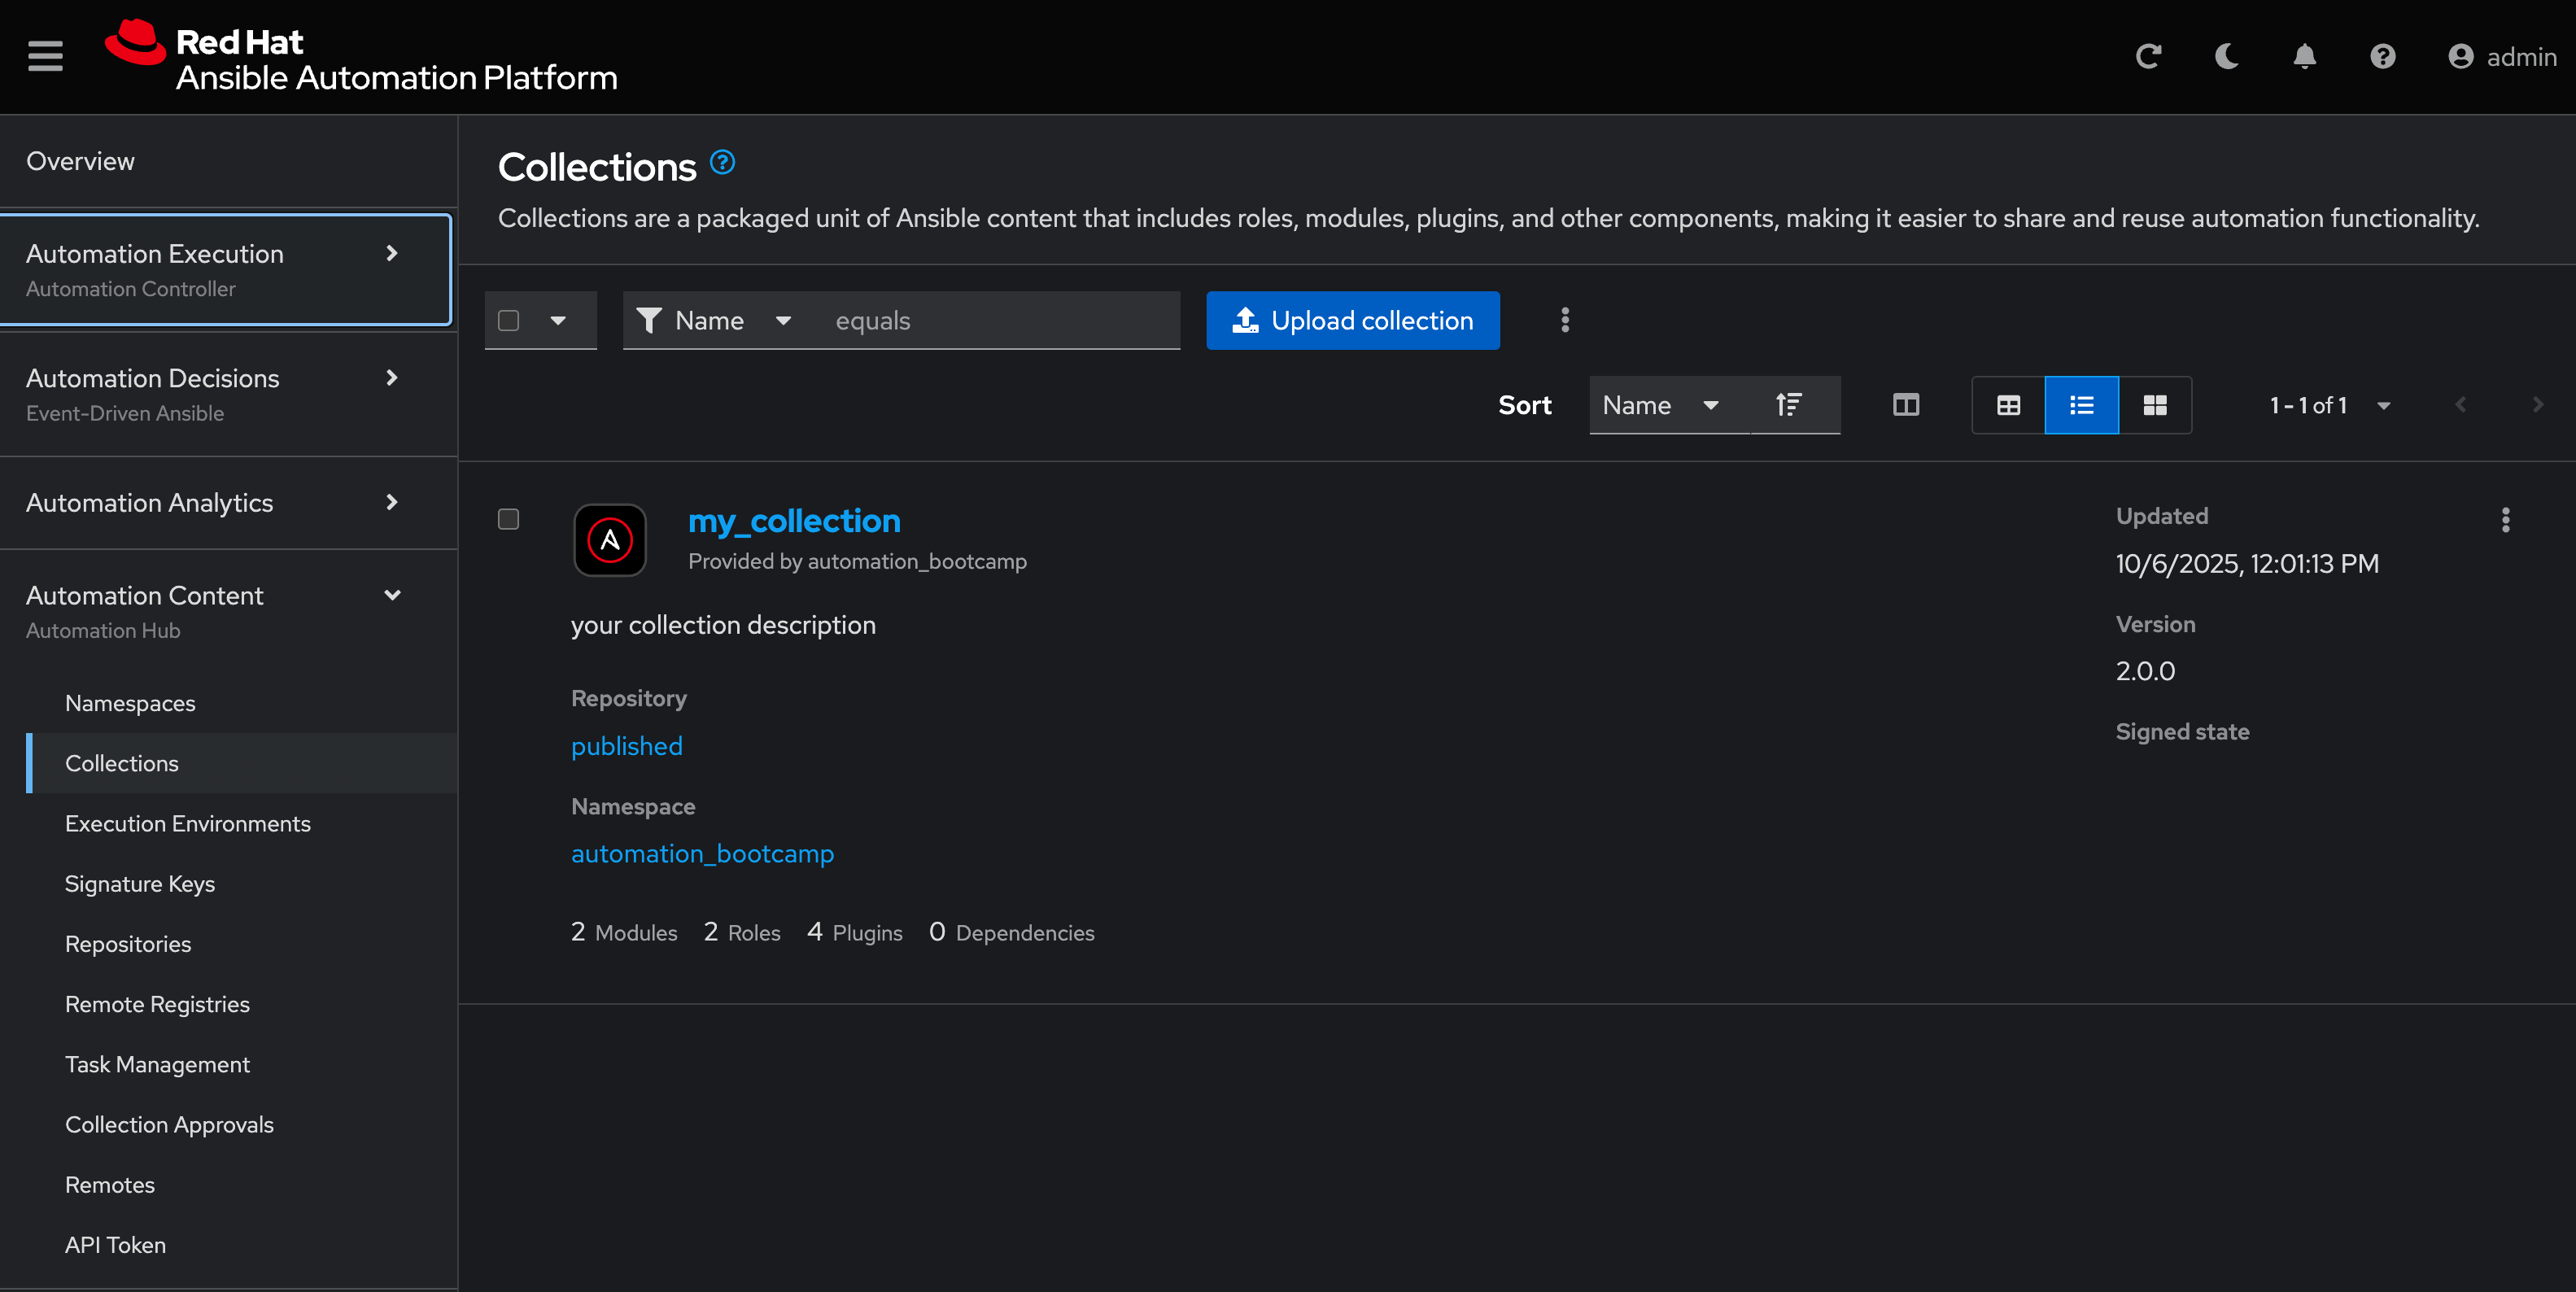 Red Hat
Ansible Automation Platform
admin
Overview
Automation Execution
Automation Controller
Automation Decisions
Event-Driven Ansible
Automation Analytics
Automation Content
Automation Hub
Namespaces
Collections
Execution Environments
Signature Keys
Repositories
Remote Registries
Task Management
Collection Approvals
Remotes
API Token
Collections
Collections are a packaged unit of Ansible content that includes roles, modules, plugins, and other components, making it easier to share and reuse automation functionality.
Name equals
Upload collection
Sort Name
1 - 1 of 1
my_collection
Provided by automation_bootcamp
your collection description
Repository
published
Namespace
automation_bootcamp
2 Modules 2 Roles 4 Plugins 0 Dependencies
Updated
10/6/2025, 12:01:13 PM
Version
2.0.0
Signed state